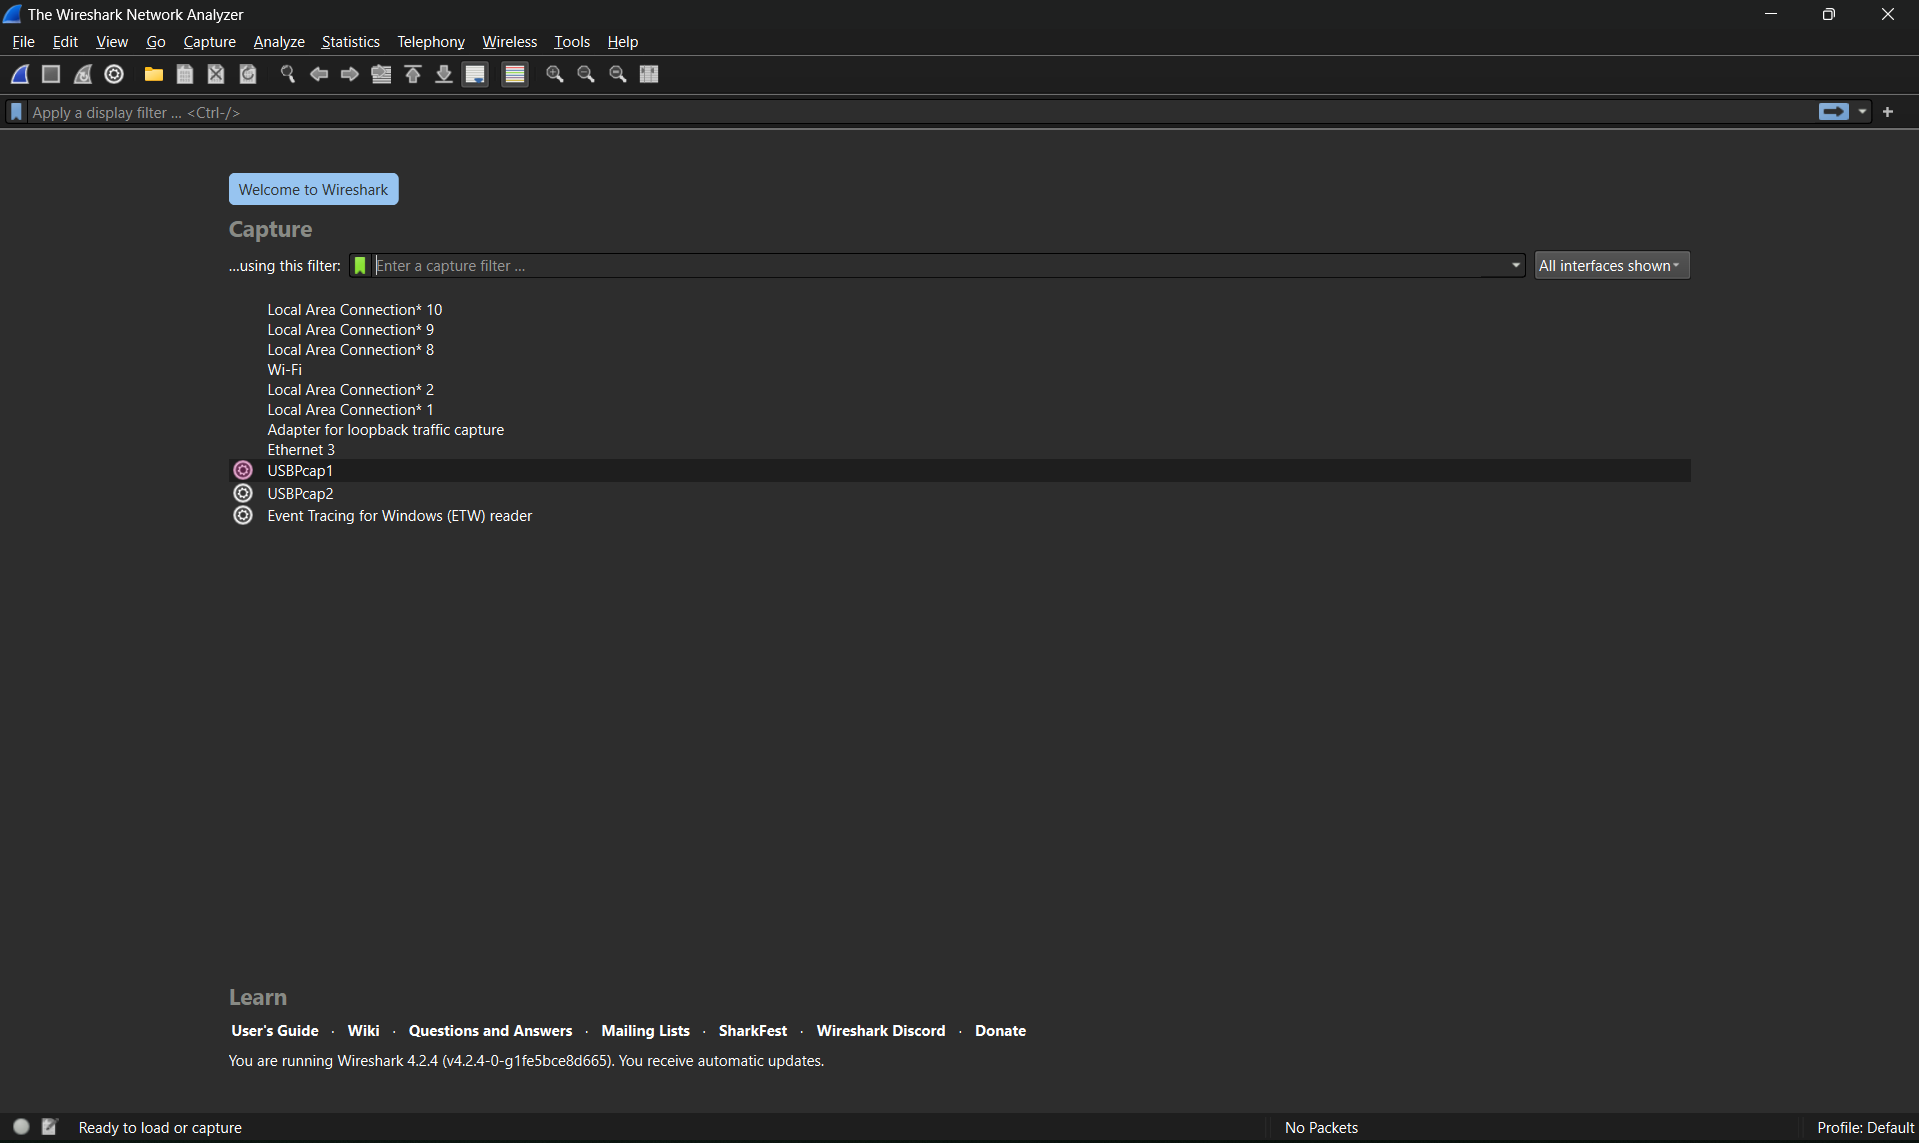 The Wireshark Network Analyzer
File Edit View Go Capture Analyze Statistics Telephony Wireless Tools Help
Apply a display filter ... <Ctrl-/>
Welcome to Wireshark
Capture
...using this filter: Enter a capture filter ... All interfaces shown
Local Area Connection* 10
Local Area Connection* 9
Local Area Connection* 8
Wi-Fi
Local Area Connection* 2
Local Area Connection* 1
Adapter for loopback traffic capture
Ethernet 3
USBPcap1
USBPcap2
Event Tracing for Windows (ETW) reader
Learn
User's Guide · Wiki · Questions and Answers · Mailing Lists · SharkFest · Wireshark Discord · Donate
You are running Wireshark 4.2.4 (v4.2.4-0-g1fe5bce8d665). You receive automatic updates.
Ready to load or capture No Packets Profile: Default